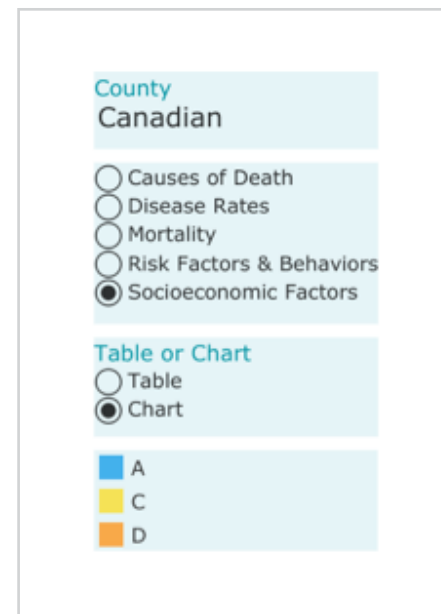 County
Canadian
Causes of Death
Disease Rates
Mortality
Risk Factors & Behaviors
Socioeconomic Factors
Table or Chart
Table
Chart
A
C
D